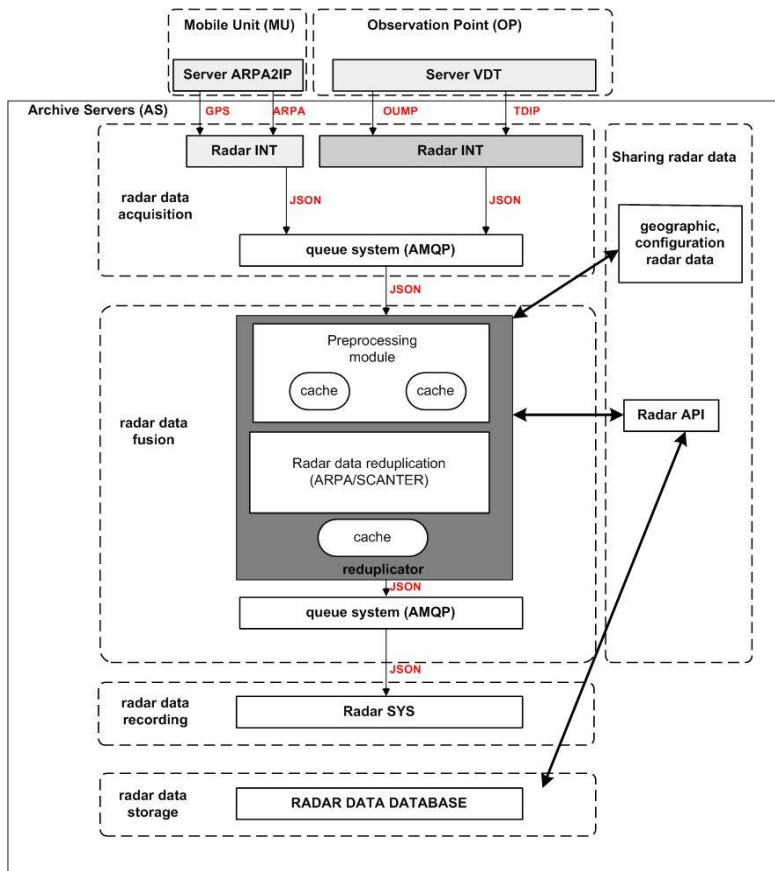 Mobile Unit (MU)
Observation Point (OP)
Server ARPA2IP
Server VDT
Archive Servers (AS)
GPS
ARPA
OUMP
TDIP
Radar INT
Radar INT
Sharing radar data
radar data
acquisition
JSON
JSON
geographic,
configuration
radar data
queue system (AMQP)
JSON
Preprocessing
module
cache
cache
radar data
fusion
Radar API
Radar data reduplication
(ARPA/SCANTER)
cache
reduplicator
JSON
queue system (AMQP)
JSON
radar data
recording
Radar SYS
radar data
storage
RADAR DATA DATABASE